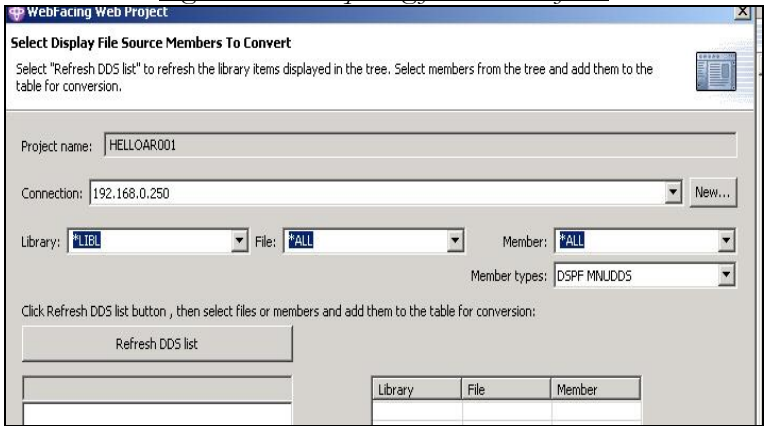 WebFacing Web Project
Select Display File Source Members To Convert
Select "Refresh DDS list" to refresh the library items displayed in the tree. Select members from the tree and add them to the
table for conversion.
Project name: HELLOAR001
Connection: 192.168.0.250 New...
Library: *LIBL File: *ALL Member: *ALL
Member types: DSPF MNUDDS
Click Refresh DDS list button , then select files or members and add them to the table for conversion:
Refresh DDS list
Library File Member